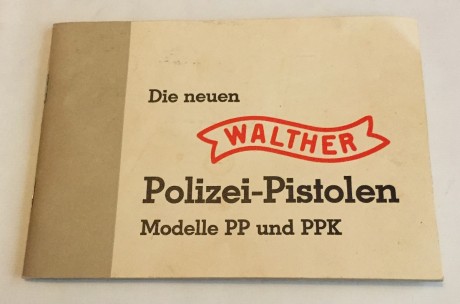 Die neuen
WALTHER
Polizei-Pistolen
Modelle PP und PPK